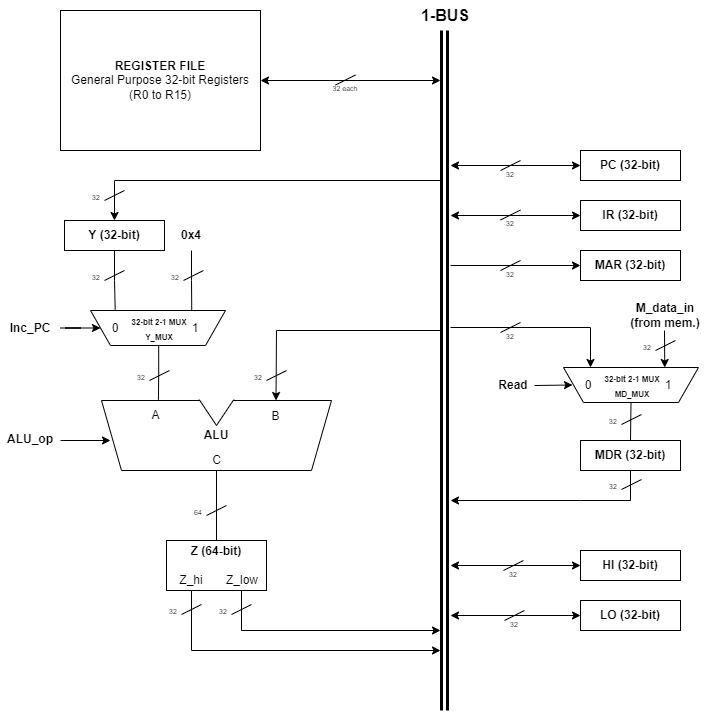 1-BUS
REGISTER FILE
General Purpose 32-bit Registers
(R0 to R15)
32 each
PC (32-bit)
32
IR (32-bit)
32
MAR (32-bit)
32
32
Y (32-bit)
0x4
32
32
Inc_PC
0
32-bit 2-1 MUX
Y_MUX
1
32
32
A
B
ALU
C
ALU_op
64
Z (64-bit)
Z_hi
Z_low
32
32
32
M_data_in
(from mem.)
32
Read
0
32-bit 2-1 MUX
MD_MUX
1
32
MDR (32-bit)
32
HI (32-bit)
32
LO (32-bit)
32